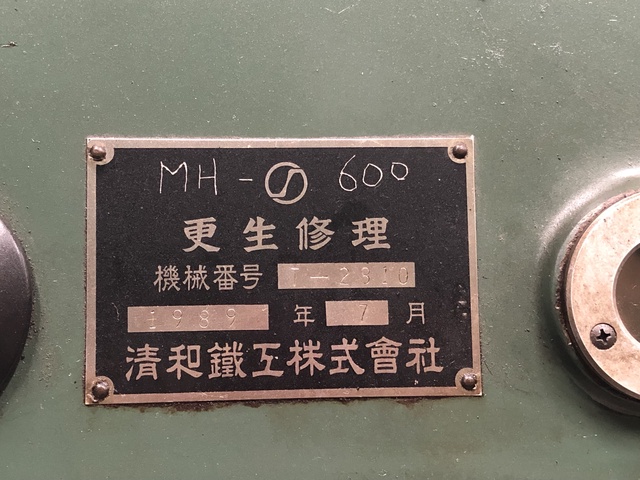 MH- 600
更生修理
機械番号 T-2810
1989 年 7 月
清和鐵工株式會社